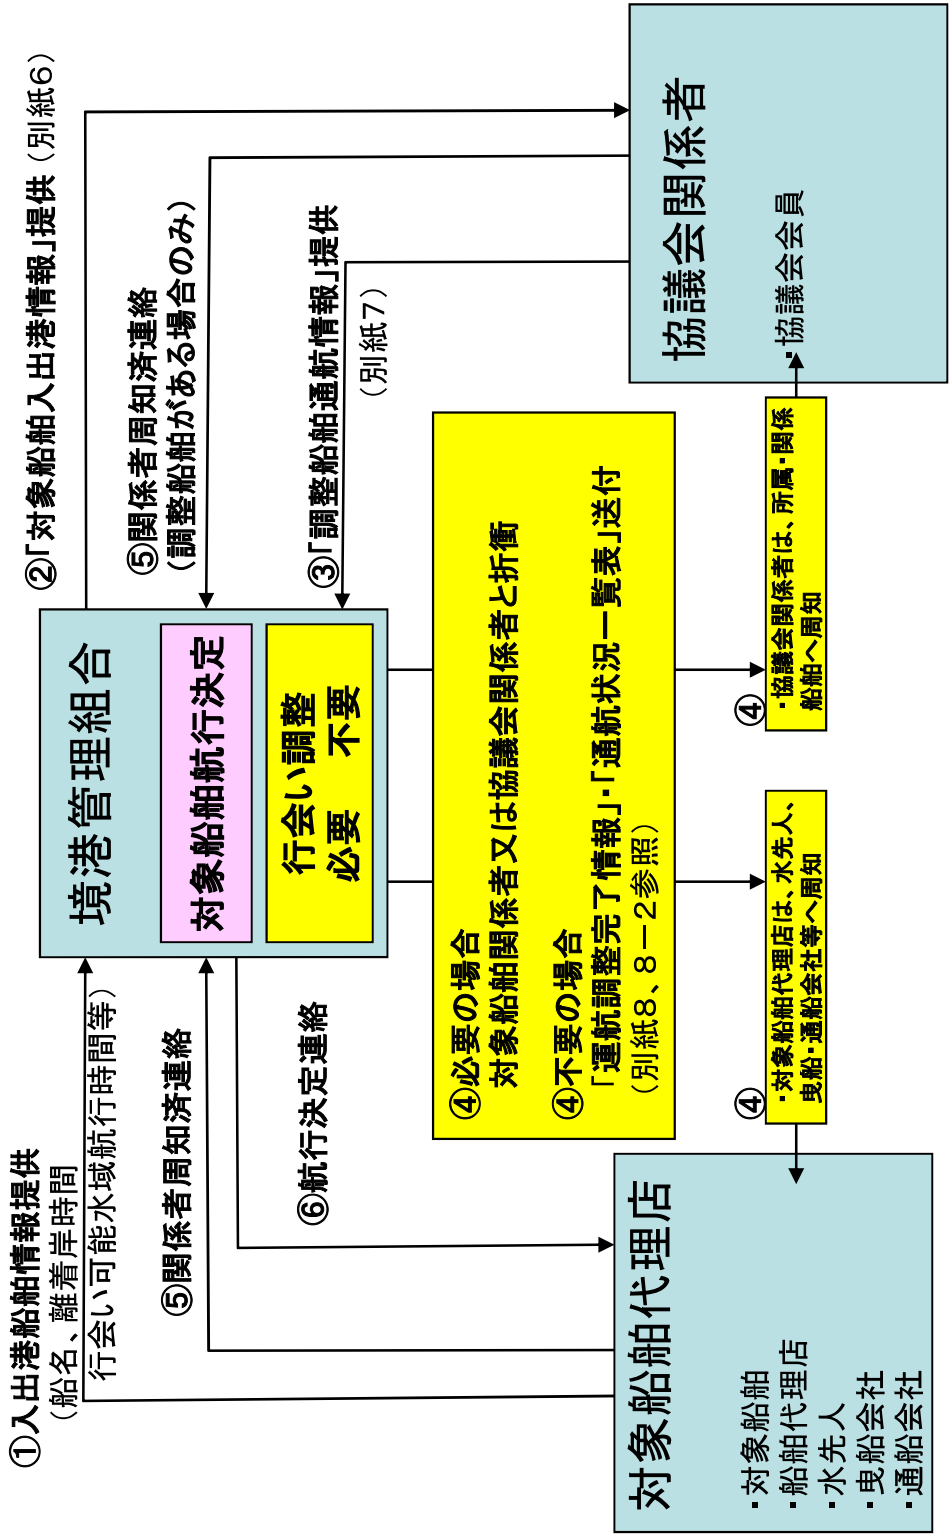 ①入出港船舶情報提供
(船名、離着岸時間
行会い可能水域航行時間等)
②「対象船舶入出港情報」提供(別紙6)
⑤関係者周知済連絡
(調整船舶がある場合のみ)
③「調整船舶通航情報」提供
(別紙7)
境港管理組合
対象船舶航行決定
行会い調整
必要 不要
⑤関係者周知済連絡
⑥航行決定連絡
④必要の場合
対象船舶関係者又は協議会関係者と折衝
④不要の場合
「運航調整完了情報」・「通航状況一覧表」送付
(別紙8、8-2参照)
対象船舶代理店
・対象船舶
・船舶代理店
・水先人
・曳船会社
・通船会社
④
・対象船舶代理店は、水先人、
曳船・通船会社等へ周知
④
・協議会関係者は、所属・関係
船舶へ周知
協議会関係者
・協議会会員